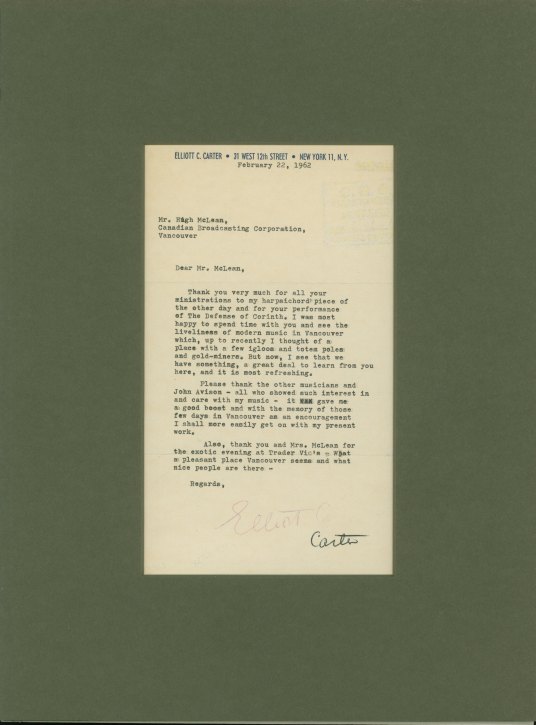 ELLIOTT C. CARTER • 31 WEST 12th STREET • NEW YORK 11, N.Y.
February 22, 1962
Mr. Hugh McLean,
Canadian Broadcasting Corporation,
Vancouver
Dear Mr. McLean,
Thank you very much for all your
ministrations to my harpsichord piece of
the other day and for your performance
of The Defense of Corinth. I was most
happy to spend time with you and see the
liveliness of modern music in Vancouver
which, up to recently I thought of a
place with a few igloos and totem poles
and gold-miners. But now, I see that we
have something, a great deal to learn from you
here, and it is most refreshing.
Please thank the other musicians and
John Avison - all who showed such interest in
and care with my music - it gave me
a good boost and with the memory of those
few days in Vancouver as an encouragement
I shall more easily get on with my present
work.
Also, thank you and Mrs. McLean for
the exotic evening at Trader Vic's - What
a pleasant place Vancouver seems and what
nice people are there -
Regards,
Elliott C
Carter